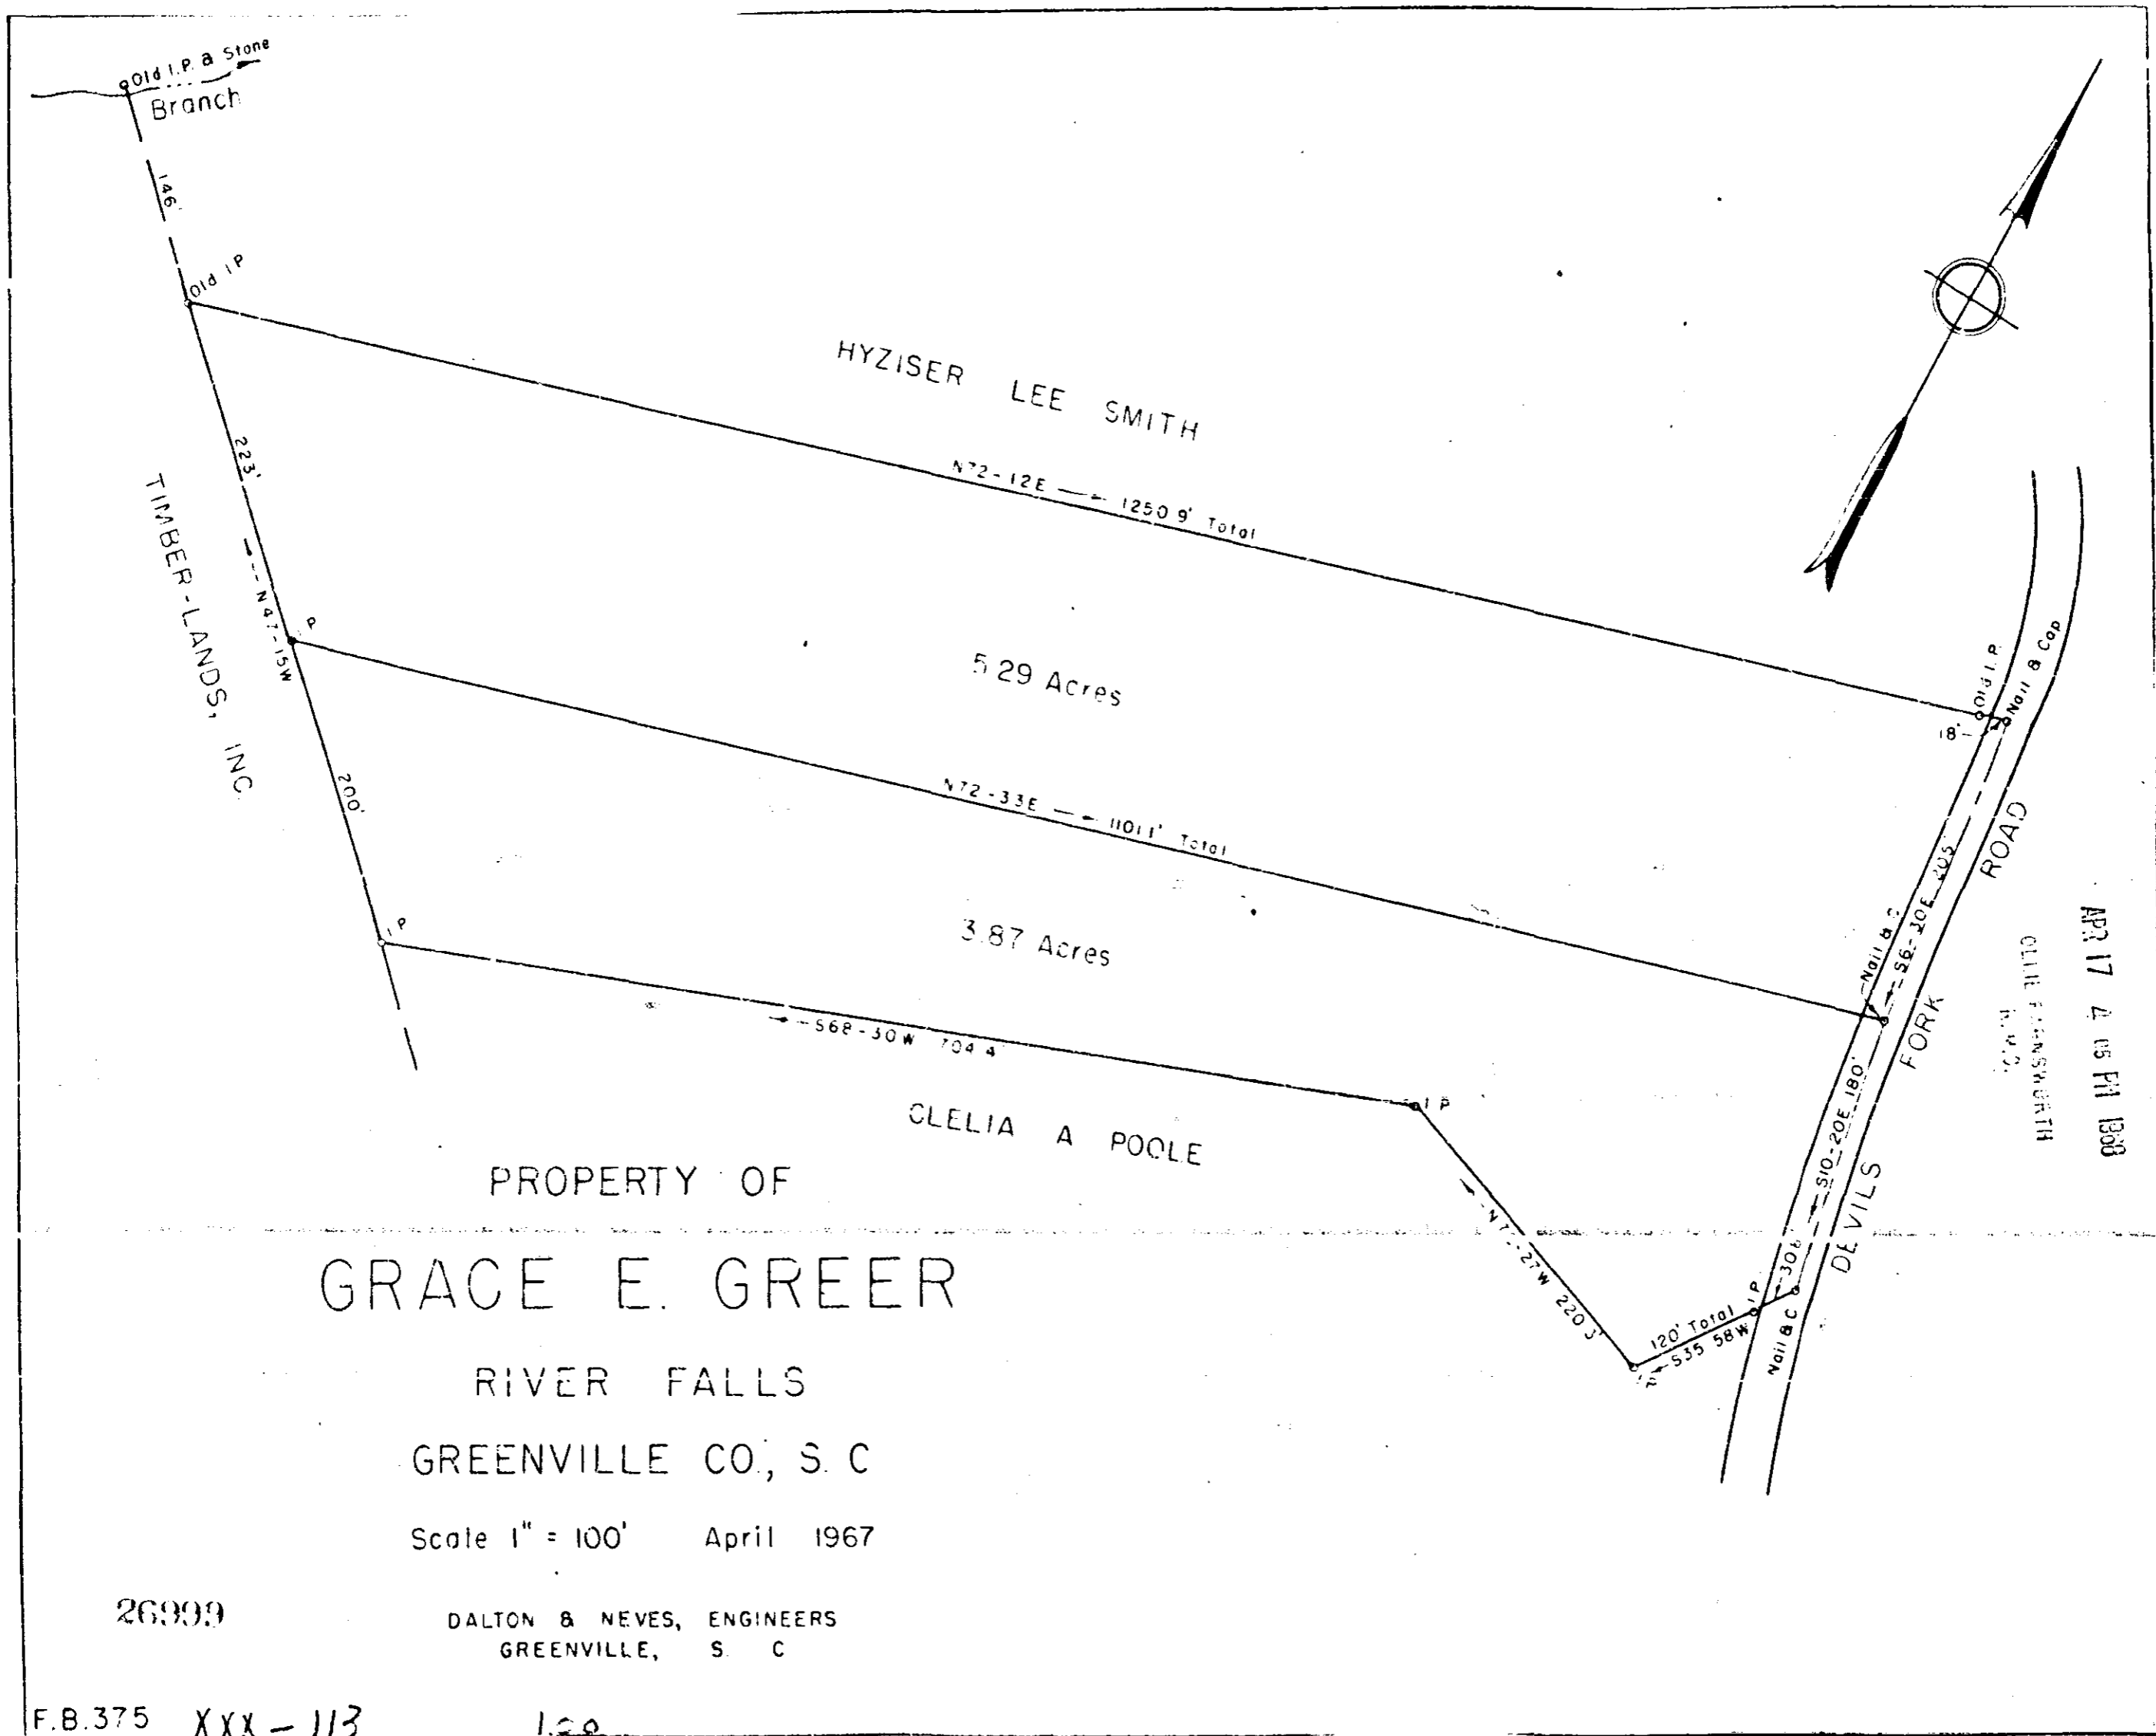 Old I.P. & Stone
Branch
146'
Old I P
HYZISER LEE SMITH
223'
N72-12E 1250 9' Total
TIMBER-LANDS, INC.
N47-15W
I P
5.29 Acres
Old I.P.
Nail & Cap
18'
200'
N72-33E 1101 1' Total
ROAD
S6-30E 205
3.87 Acres
Nail & C
I P
APR 17 PM 1968
OLLIE FARNSWORTH
R.M.C.
FORK
S68-30W 704 4'
I P
CLELIA A POOLE
S10-20E 180'
DEVILS
PROPERTY OF
27W 220 3'
30 6'
I P
120' Total
S35 58W
Nail & C
I P
GRACE E. GREER
RIVER FALLS
GREENVILLE CO., S. C
Scale 1" = 100' April 1967
26999
DALTON & NEVES, ENGINEERS
GREENVILLE, S. C
F.B.375 XXX - 113